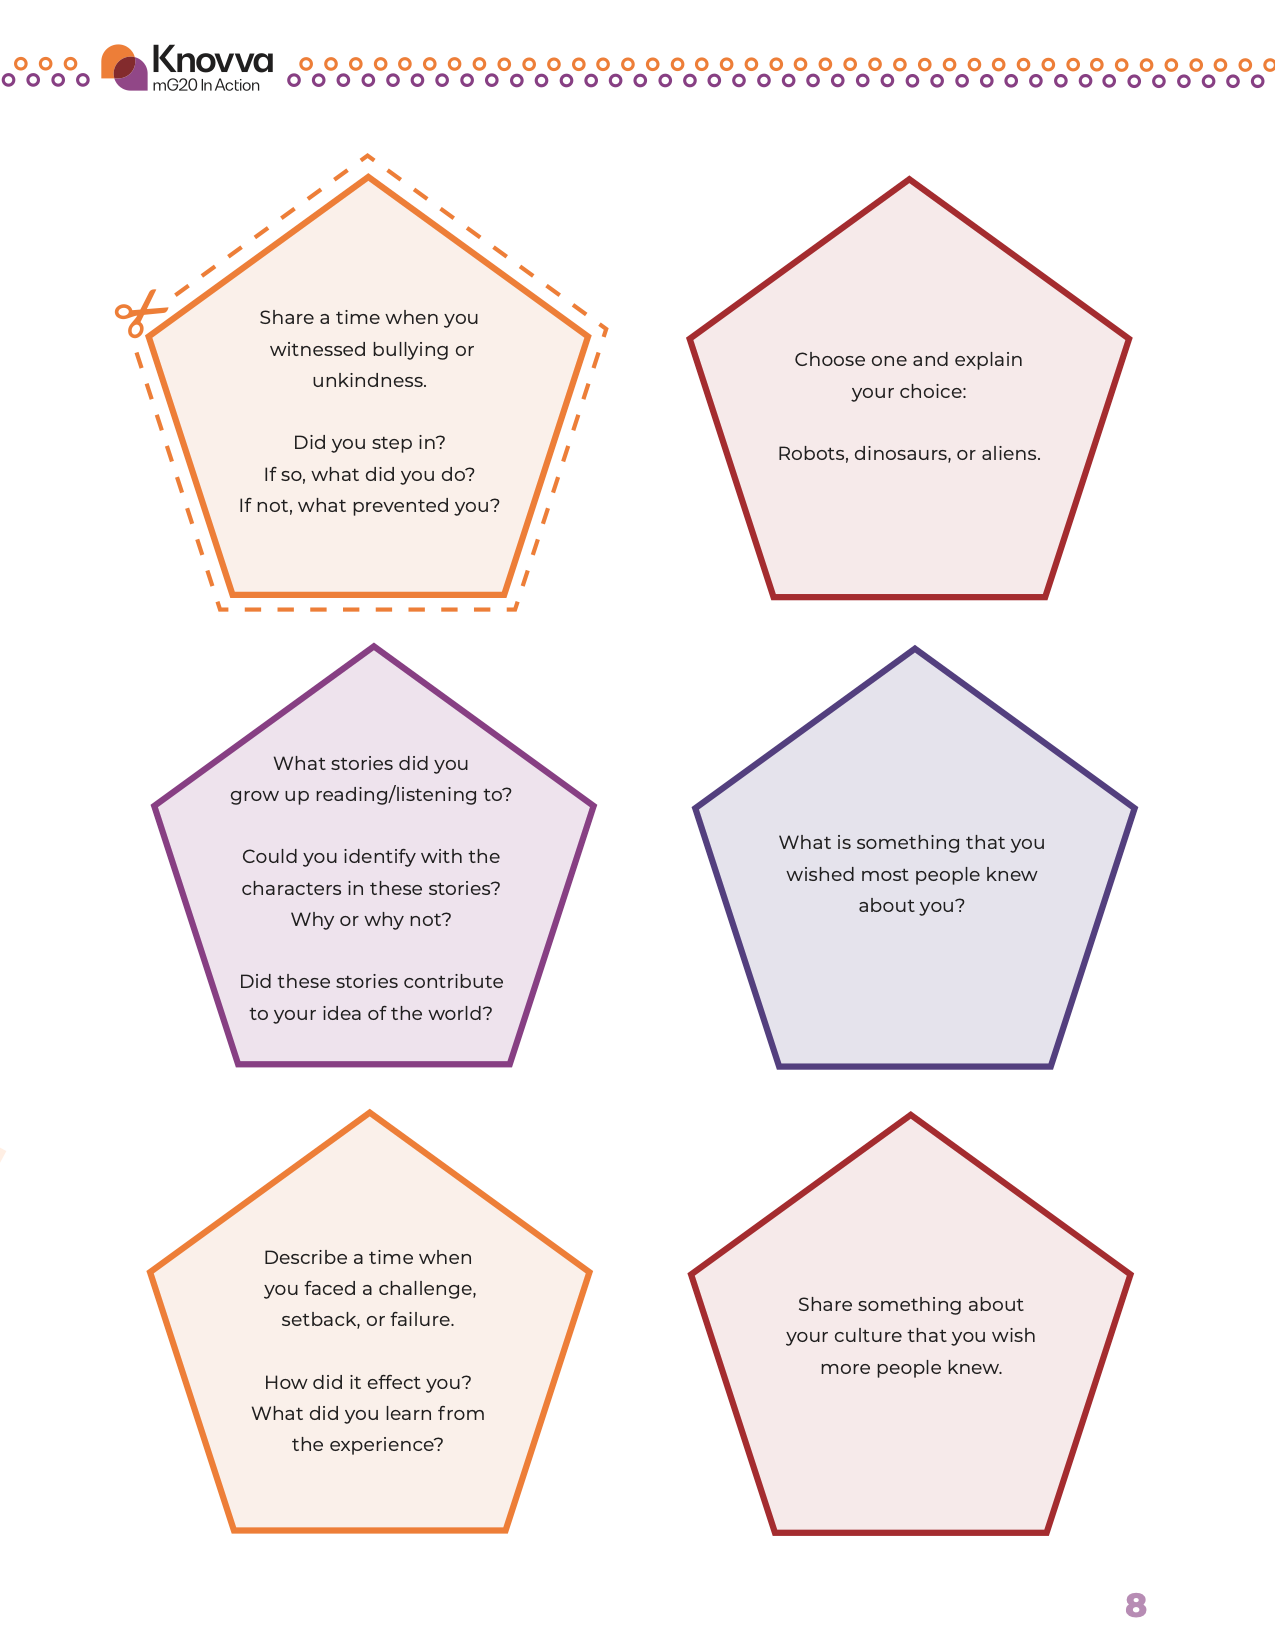 Knovva
mG20 In Action
Share a time when you
witnessed bullying or
unkindness.
Did you step in?
If so, what did you do?
If not, what prevented you?
Choose one and explain
your choice:
Robots, dinosaurs, or aliens.
What stories did you
grow up reading/listening to?
Could you identify with the
characters in these stories?
Why or why not?
Did these stories contribute
to your idea of the world?
What is something that you
wished most people knew
about you?
Describe a time when
you faced a challenge,
setback, or failure.
How did it effect you?
What did you learn from
the experience?
Share something about
your culture that you wish
more people knew.
8